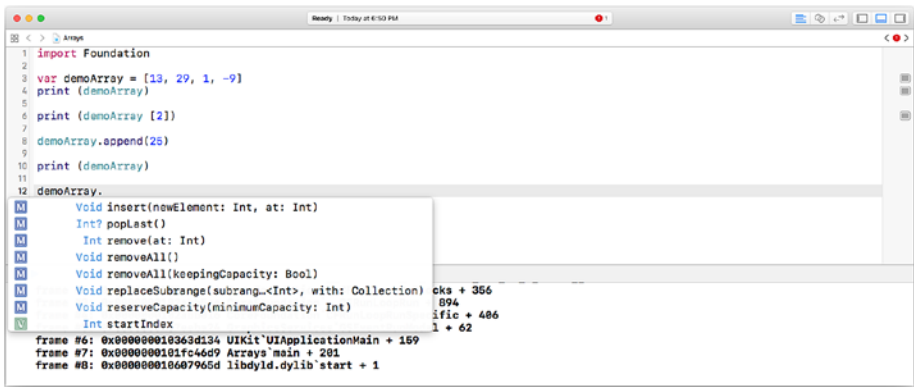 Ready | Today at 6:50 PM
1
Arrays
1 import Foundation
2
3 var demoArray = [13, 29, 1, -9]
4 print (demoArray)
5
6 print (demoArray [2])
7
8 demoArray.append(25)
9
10 print (demoArray)
11
12 demoArray.
M Void insert(newElement: Int, at: Int)
M Int? popLast()
M Int remove(at: Int)
M Void removeAll()
M Void removeAll(keepingCapacity: Bool)
M Void replaceSubrange(subrang…<Int>, with: Collection) cks + 356
894
M Void reserveCapacity(minimumCapacity: Int) ific + 406
V Int startIndex l + 62
frame #6: 0x000000010363d134 UIKit`UIApplicationMain + 159
frame #7: 0x0000000101fc46d9 Arrays`main + 201
frame #8: 0x000000010607965d libdyld.dylib`start + 1